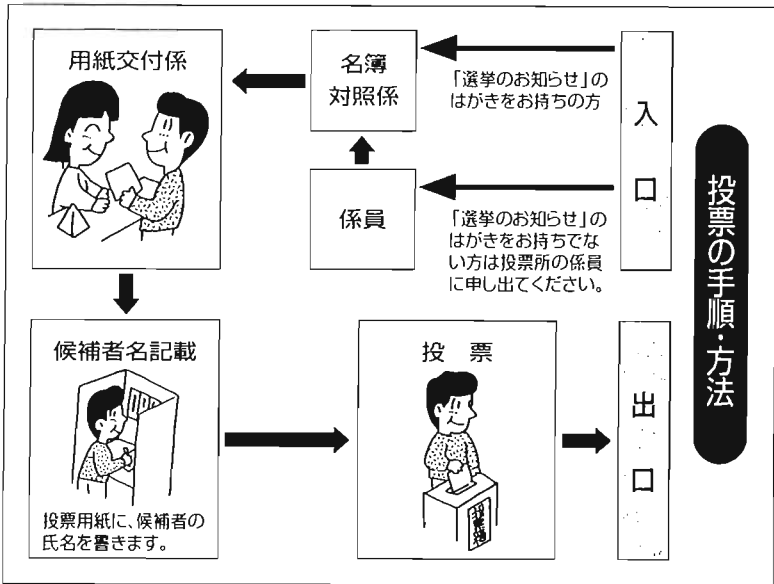 投票の手順・方法
入口
「選挙のお知らせ」の
はがきをお持ちの方
「選挙のお知らせ」の
はがきをお持ちでな
い方は投票所の係員
に申し出てください。
名簿
対照係
係員
用紙交付係
候補者名記載
投票用紙に、候補者の
氏名を書きます。
投票
投票箱
出口